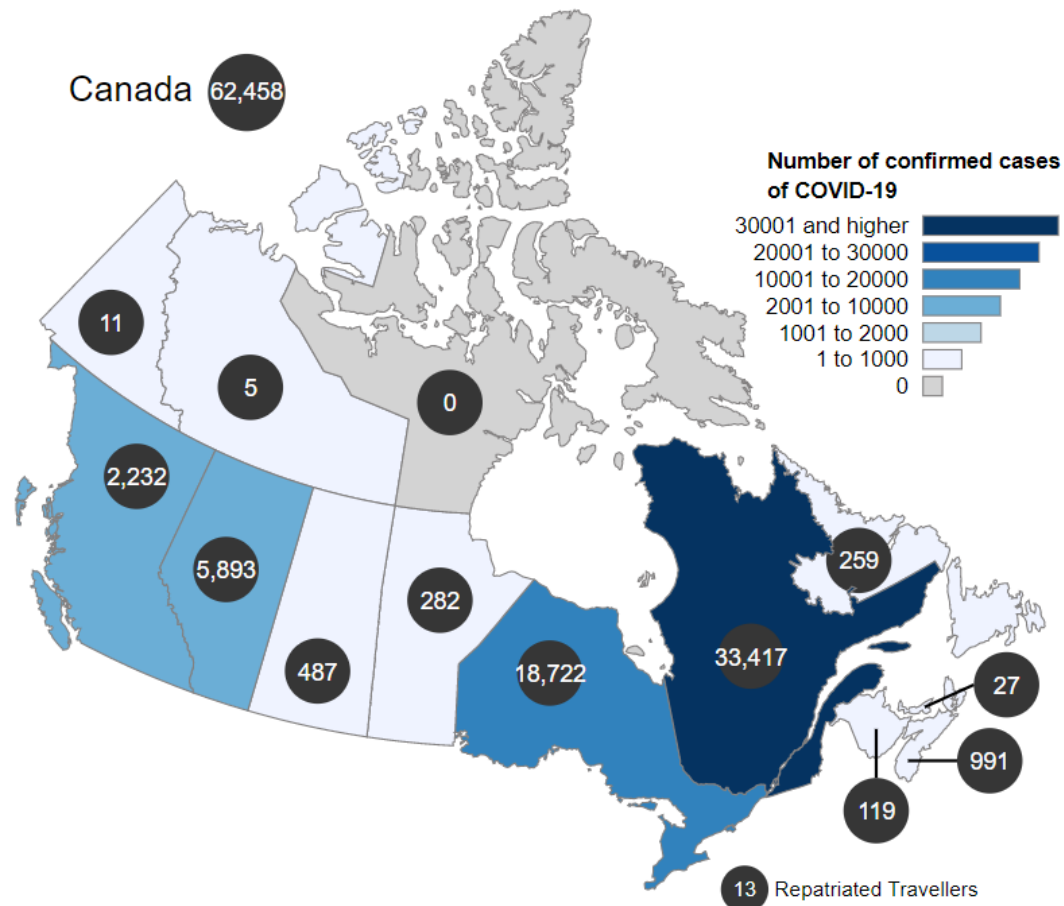 Canada 62,458
Number of confirmed cases
of COVID-19
30001 and higher
20001 to 30000
10001 to 20000
2001 to 10000
1001 to 2000
1 to 1000
0
11
5
0
2,232
5,893
487
282
18,722
33,417
259
27
991
119
13 Repatriated Travellers